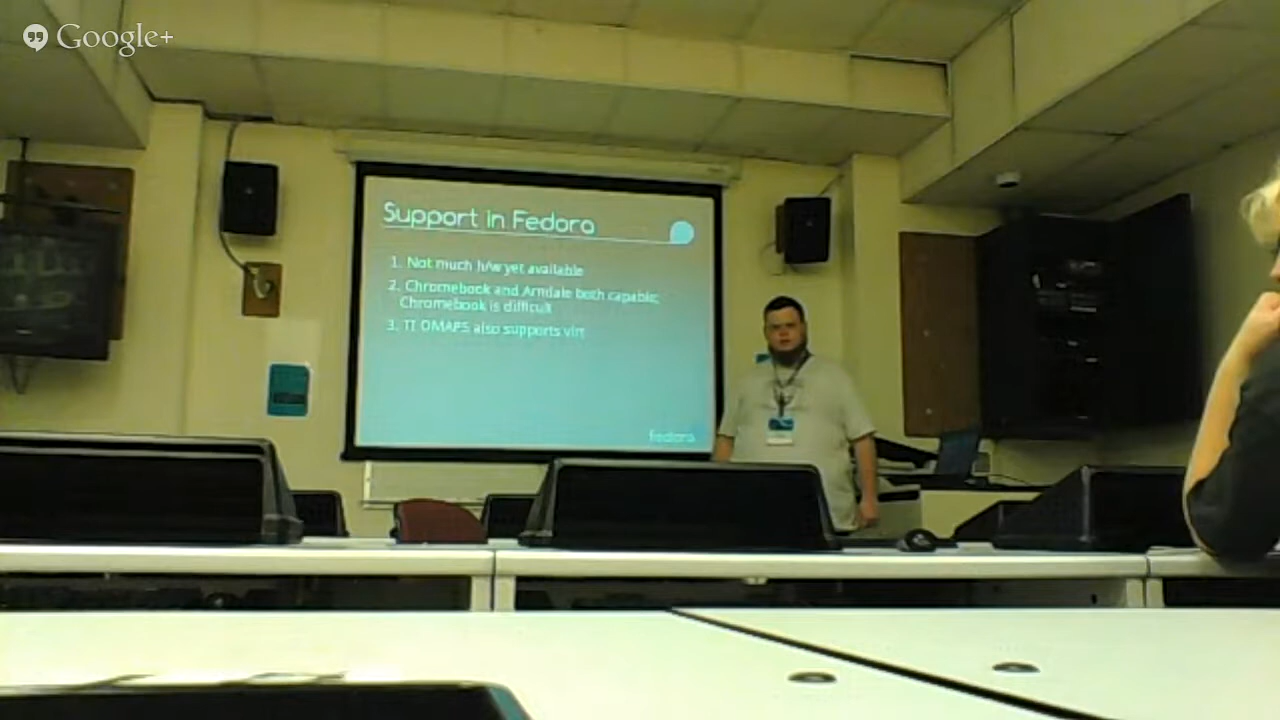 Google+
Support in Fedora
1. Not much h/w yet available
2. Chromebook and Arndale both capable,
Chromebook is difficult
3. TI OMAP5 also supports virt
fedora